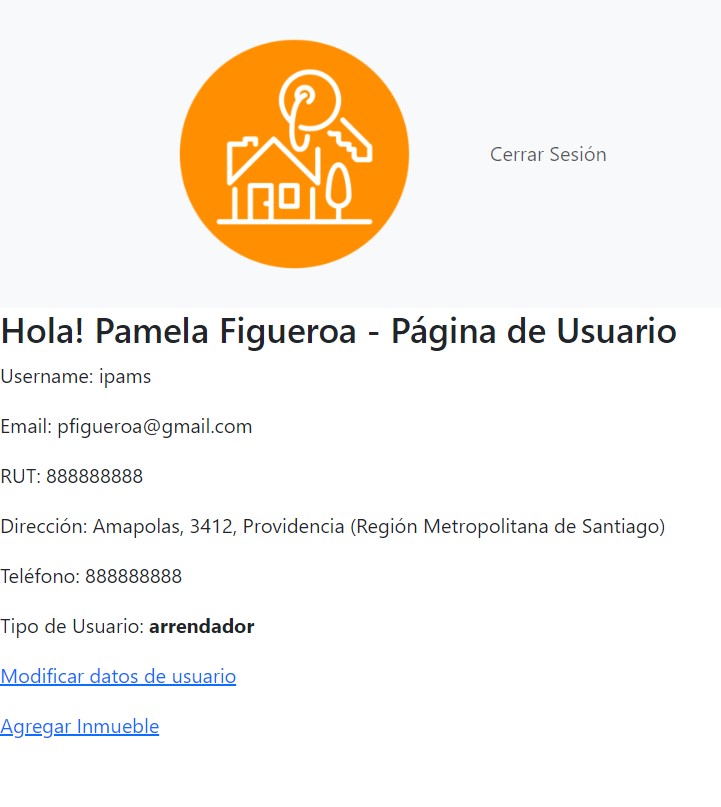 Cerrar Sesión
Hola! Pamela Figueroa - Página de Usuario
Username: ipams
Email: pfigueroa@gmail.com
RUT: 888888888
Dirección: Amapolas, 3412, Providencia (Región Metropolitana de Santiago)
Teléfono: 888888888
Tipo de Usuario: arrendador
Modificar datos de usuario
Agregar Inmueble